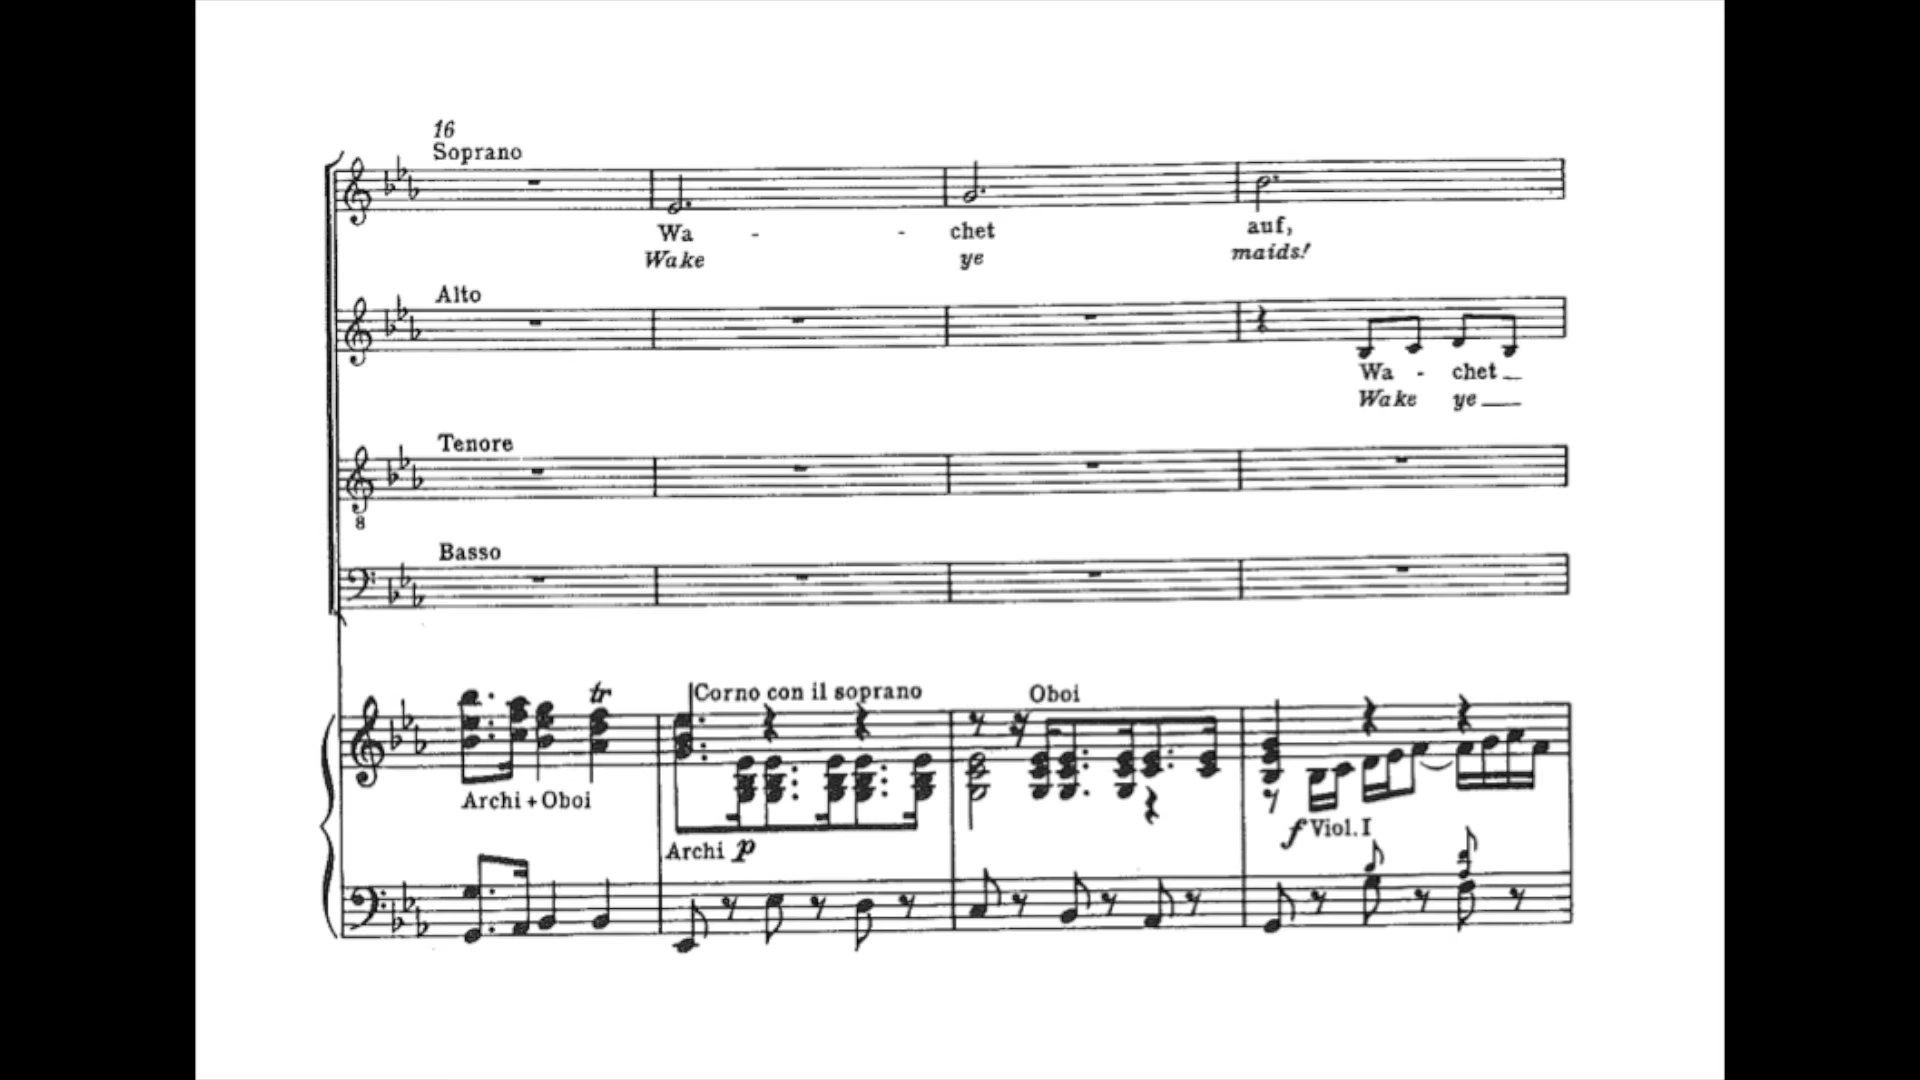 16
Soprano
Wa - - chet auf,
Wake ye maids!
Alto
Wa - chet
Wake ye
Tenore
8
Basso
tr
Corno con il soprano
Oboi
Archi + Oboi
Archi p
f Viol. I